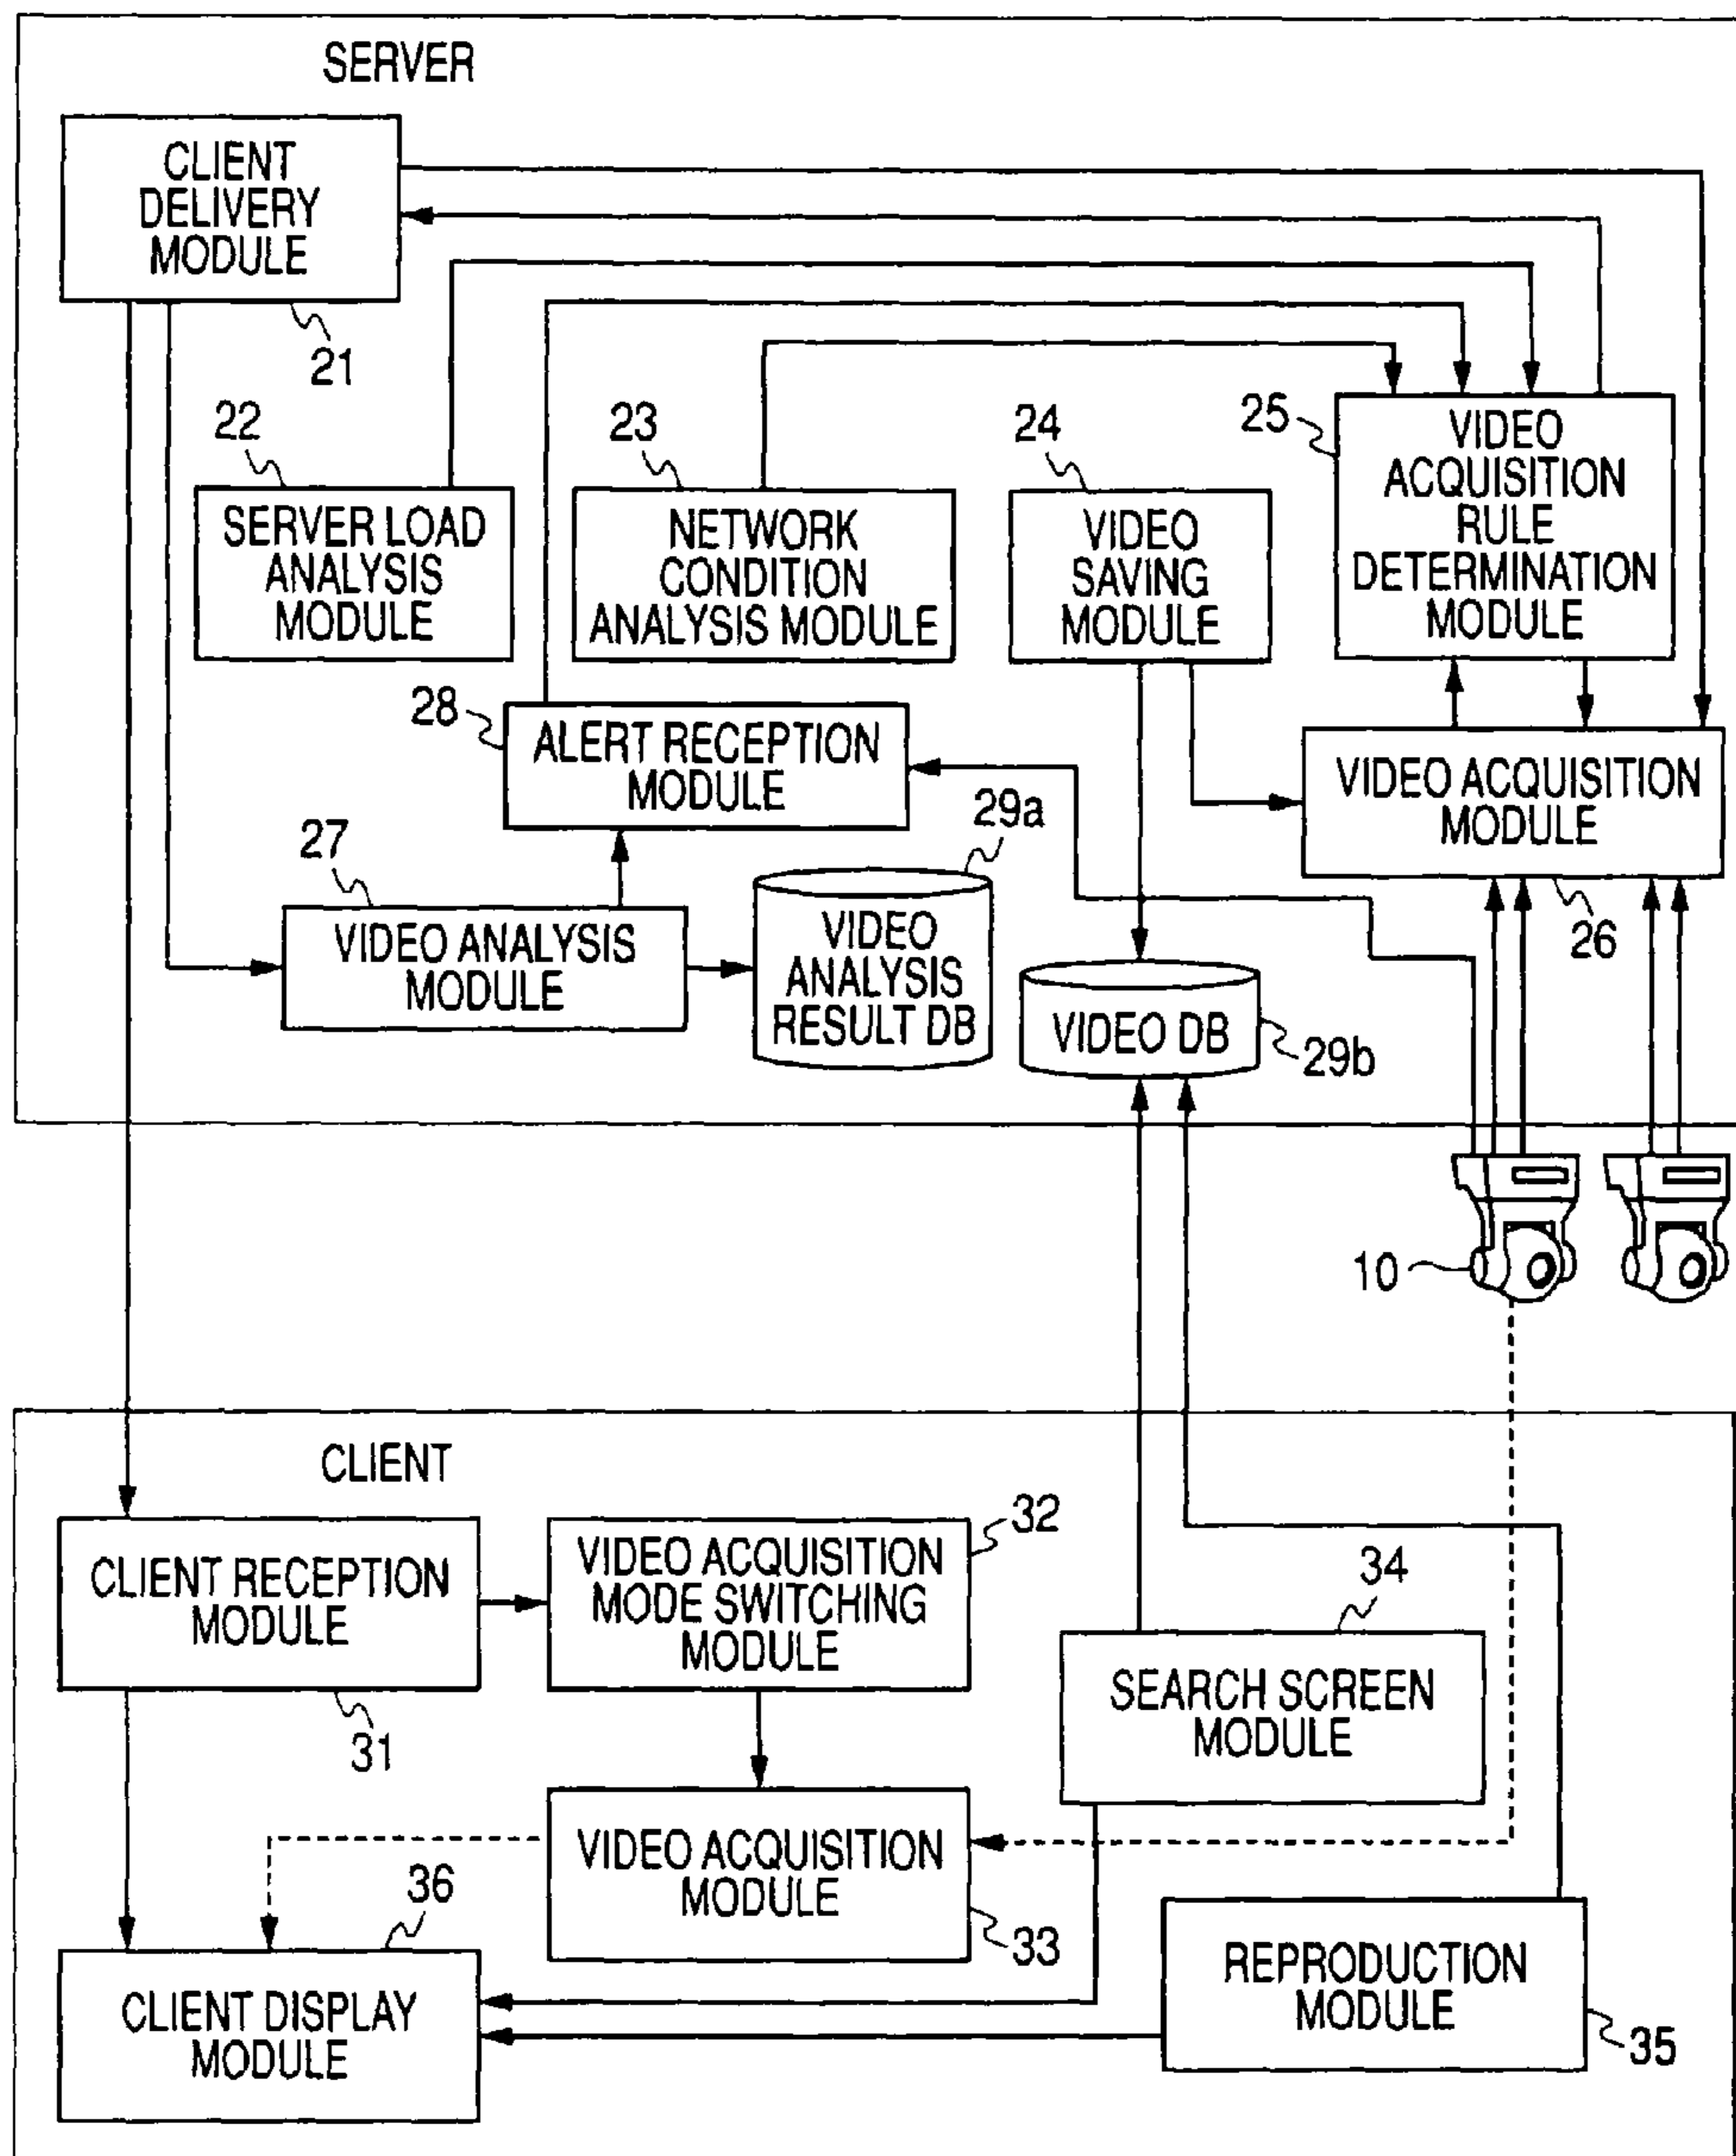 SERVER
CLIENT
DELIVERY
MODULE
21
22
SERVER LOAD
ANALYSIS
MODULE
23
NETWORK
CONDITION
ANALYSIS MODULE
24
VIDEO
SAVING
MODULE
25
VIDEO
ACQUISITION
RULE
DETERMINATION
MODULE
28
ALERT RECEPTION
MODULE
VIDEO ACQUISITION
MODULE
26
27
VIDEO ANALYSIS
MODULE
29a
VIDEO
ANALYSIS
RESULT DB
VIDEO DB
29b
10
CLIENT
CLIENT RECEPTION
MODULE
31
VIDEO ACQUISITION
MODE SWITCHING
MODULE
32
34
SEARCH SCREEN
MODULE
VIDEO ACQUISITION
MODULE
33
36
CLIENT DISPLAY
MODULE
REPRODUCTION
MODULE
35